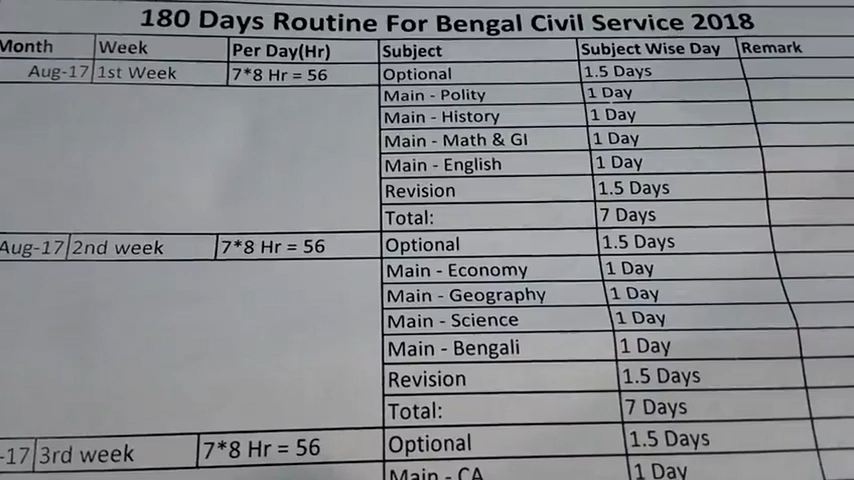 180 Days Routine For Bengal Civil Service 2018
Month Week Per Day(Hr) Subject Subject Wise Day Remark
Aug-17 1st Week 7*8 Hr = 56 Optional 1.5 Days
Main - Polity 1 Day
Main - History 1 Day
Main - Math & GI 1 Day
Main - English 1 Day
Revision 1.5 Days
Total: 7 Days
Aug-17 2nd week 7*8 Hr = 56 Optional 1.5 Days
Main - Economy 1 Day
Main - Geography 1 Day
Main - Science 1 Day
Main - Bengali 1 Day
Revision 1.5 Days
Total: 7 Days
-17 3rd week 7*8 Hr = 56 Optional 1.5 Days
Main - CA 1 Day